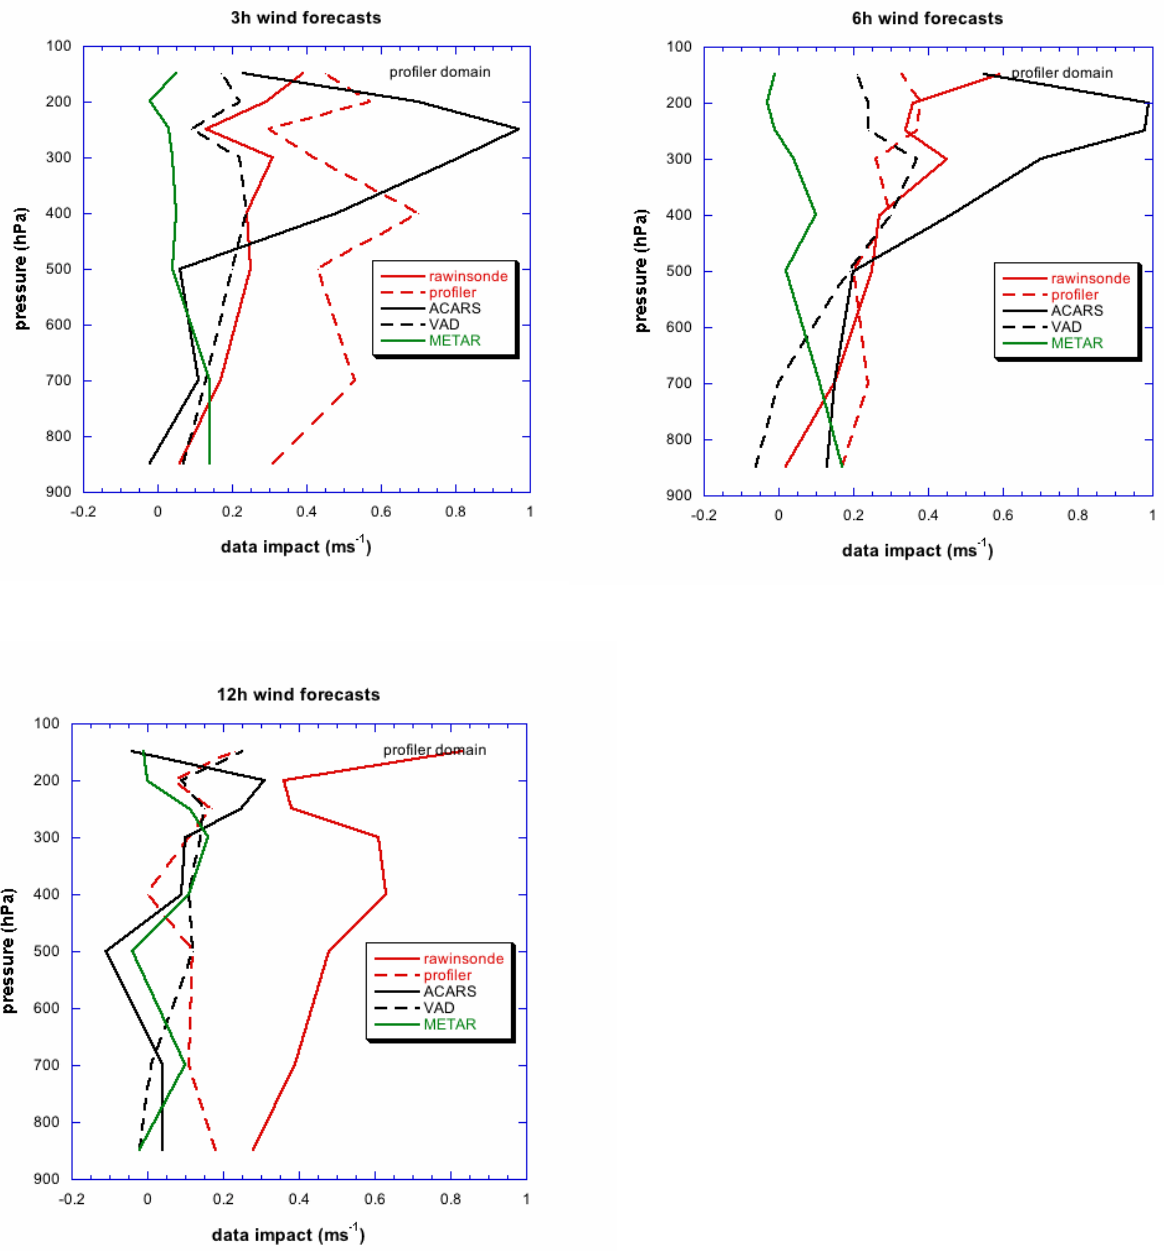 3h wind forecasts
100
200
300
400
500
600
700
800
900
pressure (hPa)
profiler domain
rawinsonde
profiler
ACARS
VAD
METAR
-0.2 0 0.2 0.4 0.6 0.8 1
data impact (ms-1)
6h wind forecasts
100
200
300
400
500
600
700
800
900
pressure (hPa)
profiler domain
rawinsonde
profiler
ACARS
VAD
METAR
-0.2 0 0.2 0.4 0.6 0.8 1
data impact (ms-1)
12h wind forecasts
100
200
300
400
500
600
700
800
900
pressure (hPa)
profiler domain
rawinsonde
profiler
ACARS
VAD
METAR
-0.2 0 0.2 0.4 0.6 0.8 1
data impact (ms-1)